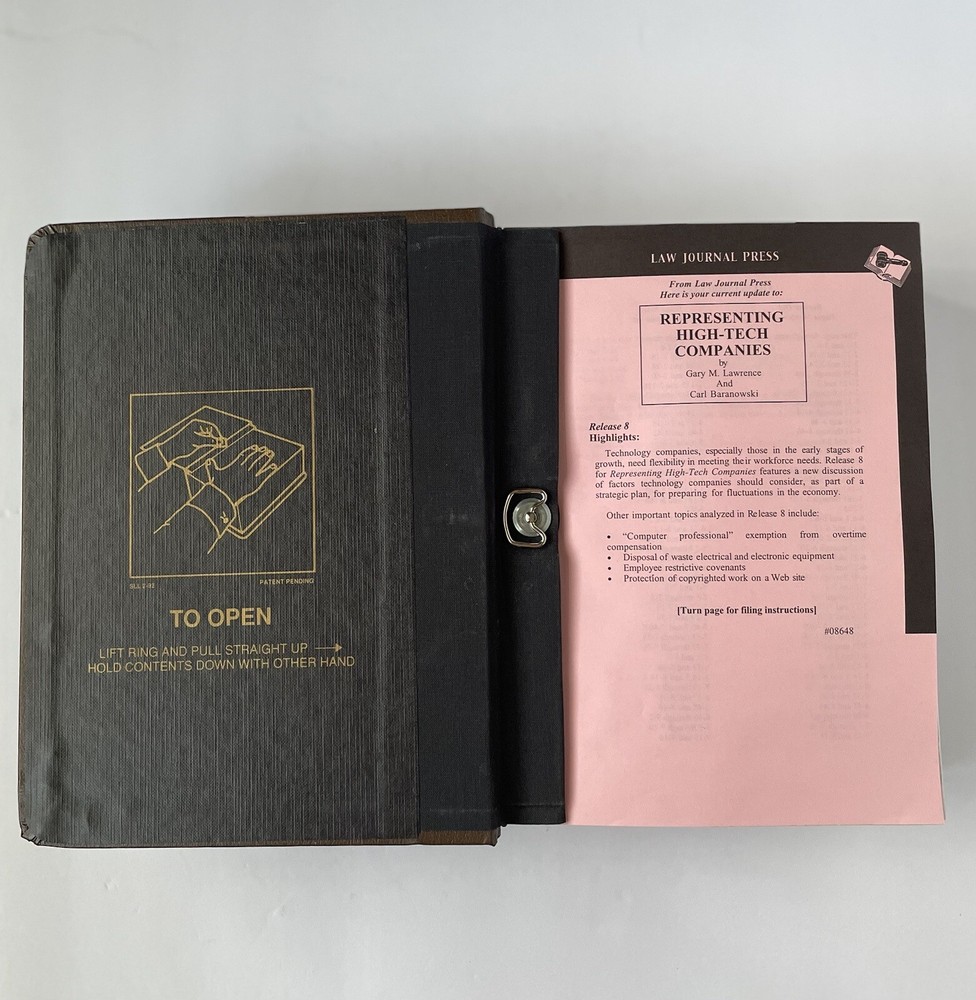 SLL 2-92 PATENT PENDING
TO OPEN
LIFT RING AND PULL STRAIGHT UP →
HOLD CONTENTS DOWN WITH OTHER HAND
LAW JOURNAL PRESS
From Law Journal Press
Here is your current update to:
REPRESENTING
HIGH-TECH
COMPANIES
by
Gary M. Lawrence
And
Carl Baranowski
Release 8
Highlights:
Technology companies, especially those in the early stages of
growth, need flexibility in meeting their workforce needs. Release 8
for Representing High-Tech Companies features a new discussion
of factors technology companies should consider, as part of a
strategic plan, for preparing for fluctuations in the economy.
Other important topics analyzed in Release 8 include:
• “Computer professional” exemption from overtime
compensation
• Disposal of waste electrical and electronic equipment
• Employee restrictive covenants
• Protection of copyrighted work on a Web site
[Turn page for filing instructions]
#08648